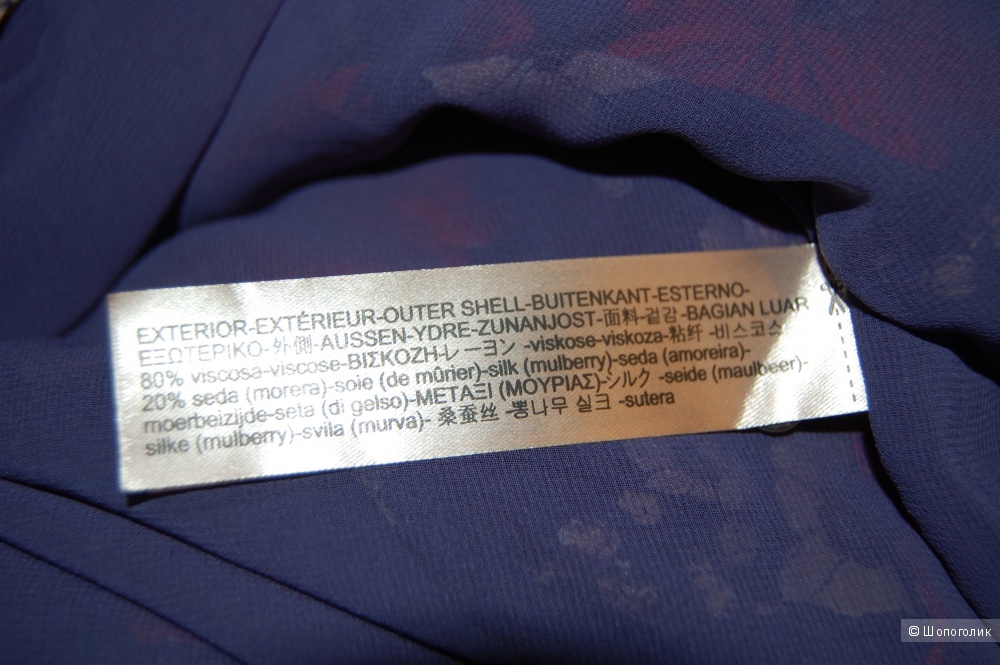 EXTERIOR-EXTÉRIEUR-OUTER SHELL-BUITENKANT-ESTERNO-
ΕΞΩΤΕΡΙΚΟ-外側-AUSSEN-YDRE-ZUNANJOST-面料-겉감-BAGIAN LUAR
80% viscosa-viscose-ΒΙΣΚΟΖΗ-レーヨン -viskose-viskoza-粘纤 -비스코스
20% seda (morera)-soie (de mûrier)-silk (mulberry)-seda (amoreira)-
moerbeizijde-seta (di gelso)-ΜΕΤΑΞΙ (ΜΟΥΡΙΑΣ)-シルク -seide (maulbeer)-
silke (mulberry)-svila (murva)- 桑蚕丝 -뽕나무 실크 -sutera
© Шопоголик